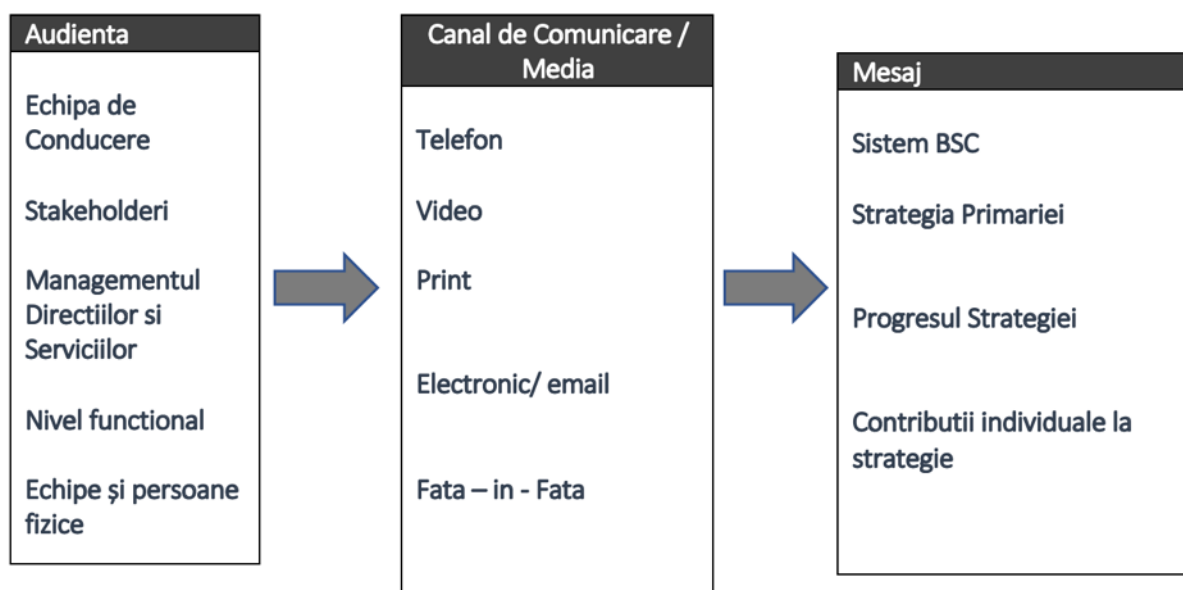 Audienta
Echipa de
Conducere
Stakeholderi
Managementul
Directiilor si
Serviciilor
Nivel functional
Echipe și persoane
fizice
Canal de Comunicare /
Media
Telefon
Video
Print
Electronic/ email
Fata – in - Fata
Mesaj
Sistem BSC
Strategia Primariei
Progresul Strategiei
Contributii individuale la
strategie